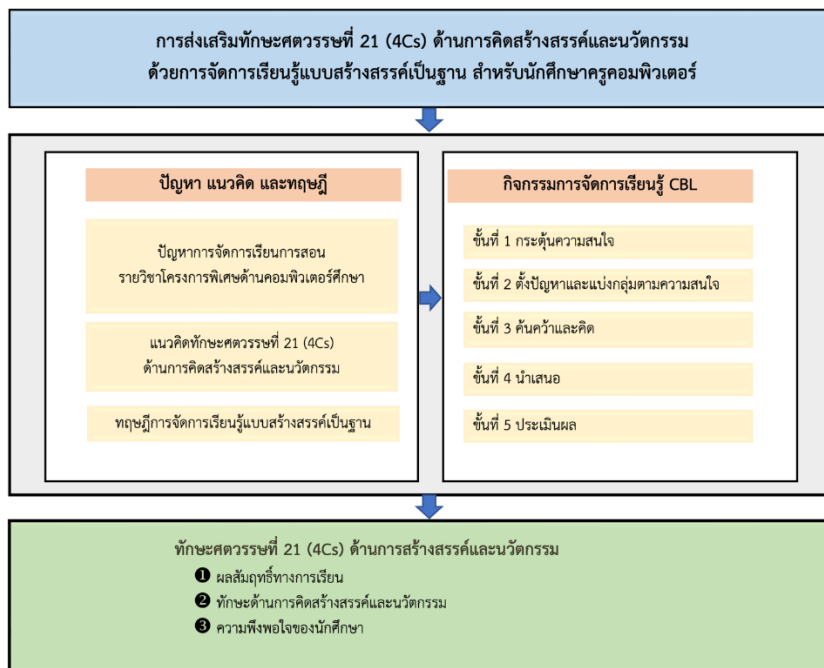 การส่งเสริมทักษะศตวรรษที่ 21 (4Cs) ด้านการคิดสร้างสรรค์และนวัตกรรม
ด้วยการจัดการเรียนรู้แบบสร้างสรรค์เป็นฐาน สำหรับนักศึกษาครูคอมพิวเตอร์
ปัญหา แนวคิด และทฤษฎี
ปัญหาการจัดการเรียนการสอน
รายวิชาโครงการพิเศษด้านคอมพิวเตอร์ศึกษา
แนวคิดทักษะศตวรรษที่ 21 (4Cs)
ด้านการคิดสร้างสรรค์และนวัตกรรม
ทฤษฎีการจัดการเรียนรู้แบบสร้างสรรค์เป็นฐาน
กิจกรรมการจัดการเรียนรู้ CBL
ขั้นที่ 1 กระตุ้นความสนใจ
ขั้นที่ 2 ตั้งปัญหาและแบ่งกลุ่มตามความสนใจ
ขั้นที่ 3 ค้นคว้าและคิด
ขั้นที่ 4 นำเสนอ
ขั้นที่ 5 ประเมินผล
ทักษะศตวรรษที่ 21 (4Cs) ด้านการสร้างสรรค์และนวัตกรรม
❶ ผลสัมฤทธิ์ทางการเรียน
❷ ทักษะด้านการคิดสร้างสรรค์และนวัตกรรม
❸ ความพึงพอใจของนักศึกษา